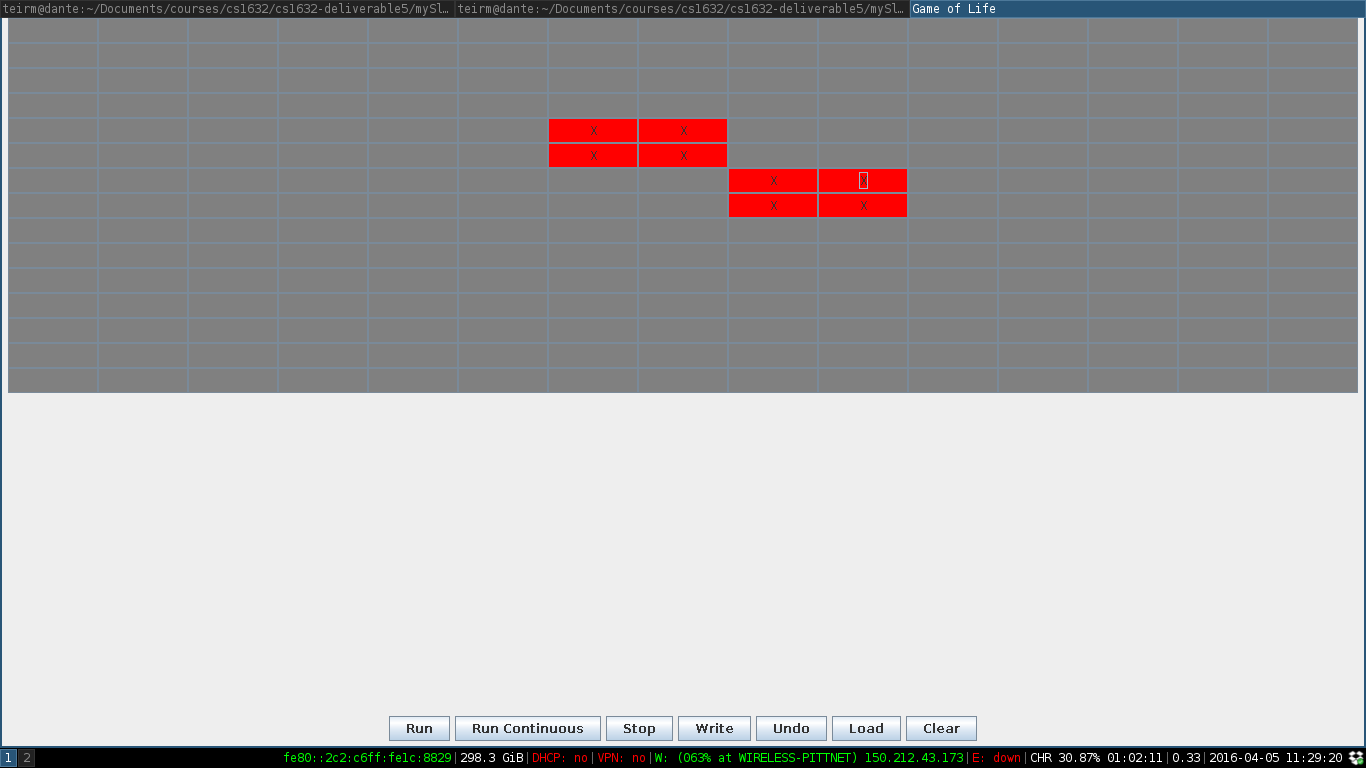 teirm@dante:~/Documents/courses/cs1632/cs1632-deliverable5/mySl… teirm@dante:~/Documents/courses/cs1632/cs1632-deliverable5/mySl… Game of Life
X X
X X
X X
X X
Run Run Continuous Stop Write Undo Load Clear
1 2 fe80::2c2:c6ff:fe1c:8829|298.3 GiB|DHCP: no|VPN: no|W: (063% at WIRELESS-PITTNET) 150.212.43.173|E: down|CHR 30.87% 01:02:11|0.33|2016-04-05 11:29:20